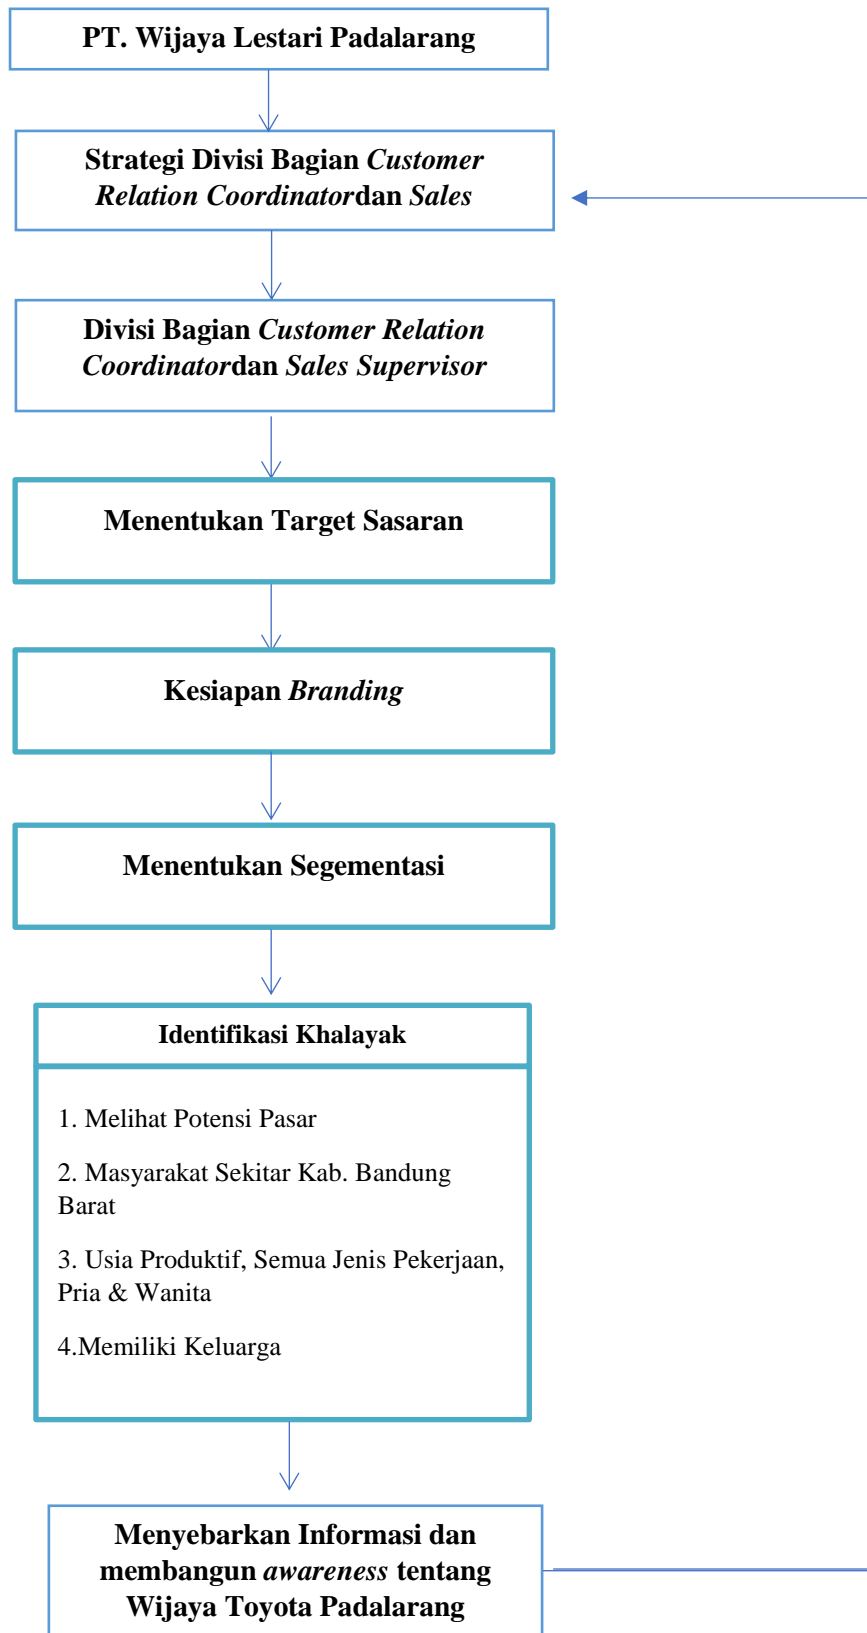 PT. Wijaya Lestari Padalarang
Strategi Divisi Bagian Customer
Relation Coordinatordan Sales
Divisi Bagian Customer Relation
Coordinatordan Sales Supervisor
Menentukan Target Sasaran
Kesiapan Branding
Menentukan Segementasi
Identifikasi Khalayak
1. Melihat Potensi Pasar
2. Masyarakat Sekitar Kab. Bandung
Barat
3. Usia Produktif, Semua Jenis Pekerjaan,
Pria & Wanita
4.Memiliki Keluarga
Menyebarkan Informasi dan
membangun awareness tentang
Wijaya Toyota Padalarang